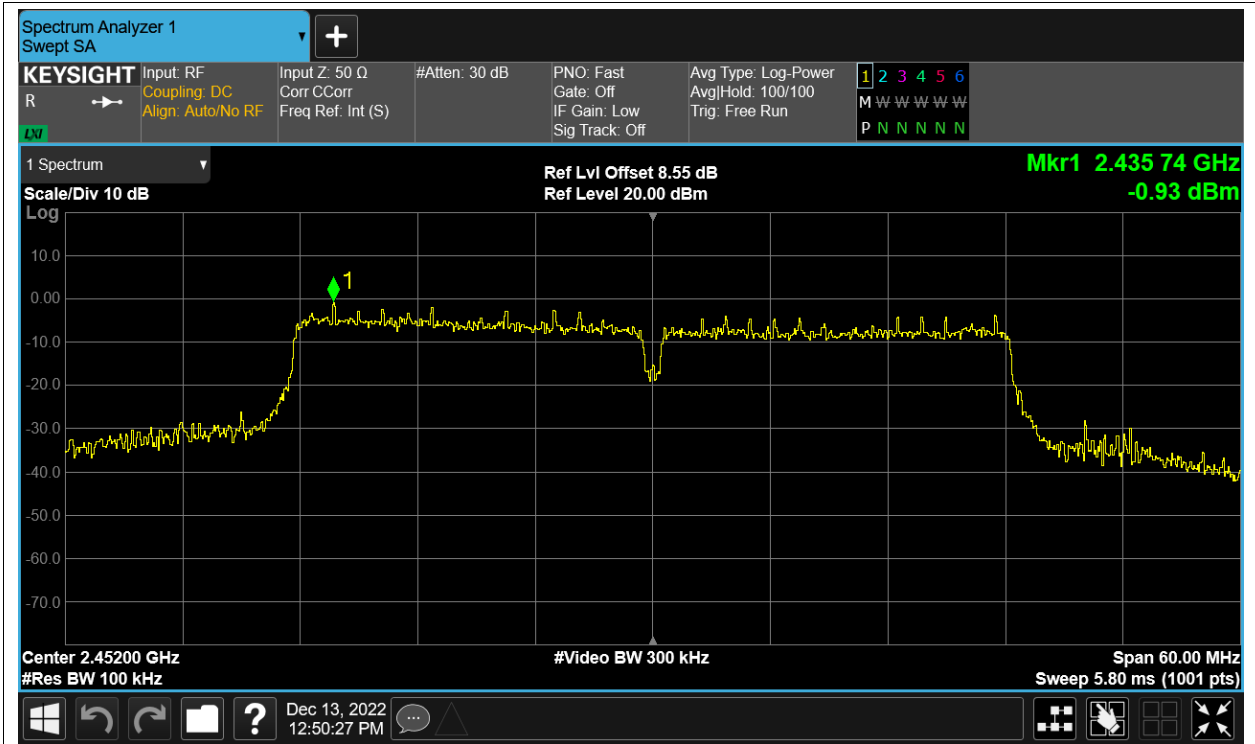 Spectrum Analyzer 1
Swept SA
KEYSIGHT
R
LXI
Input: RF
Coupling: DC
Align: Auto/No RF
Input Z: 50 Ω
Corr CCorr
Freq Ref: Int (S)
#Atten: 30 dB
PNO: Fast
Gate: Off
IF Gain: Low
Sig Track: Off
Avg Type: Log-Power
Avg|Hold: 100/100
Trig: Free Run
1 2 3 4 5 6
M W W W W W
P N N N N N
1 Spectrum
Scale/Div 10 dB
Log
Ref Lvl Offset 8.55 dB
Ref Level 20.00 dBm
Mkr1 2.435 74 GHz
-0.93 dBm
10.0
0.00
-10.0
-20.0
-30.0
-40.0
-50.0
-60.0
-70.0
1
Center 2.45200 GHz
#Res BW 100 kHz
#Video BW 300 kHz
Span 60.00 MHz
Sweep 5.80 ms (1001 pts)
?
Dec 13, 2022
12:50:27 PM